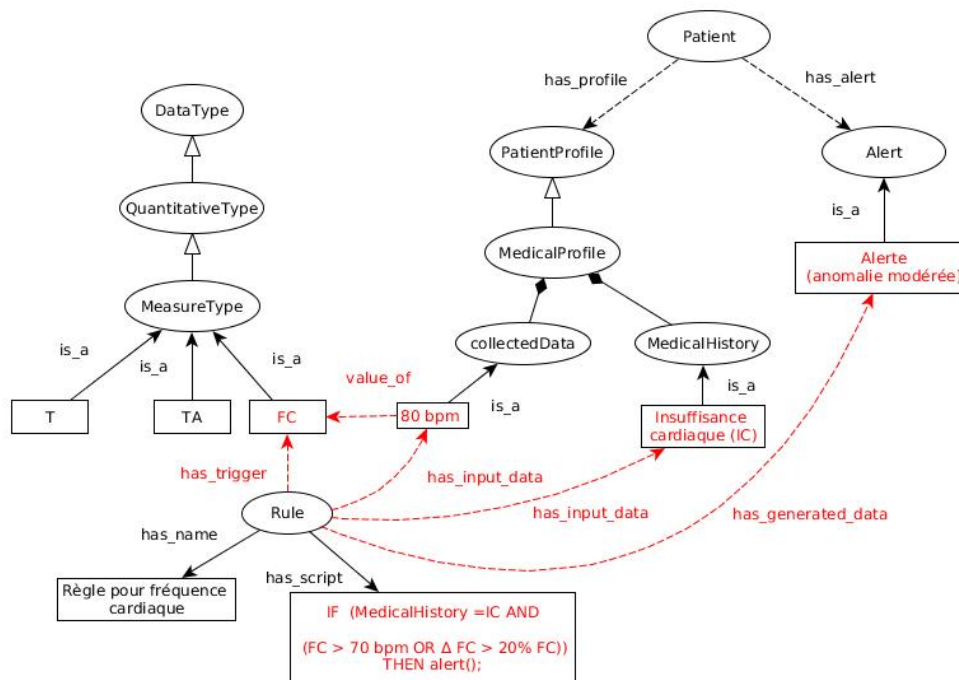 Patient
has_profile
has_alert
DataType
PatientProfile
Alert
QuantitativeType
is_a
MedicalProfile
Alerte
(anomalie modérée)
MeasureType
collectedData
MedicalHistory
is_a
is_a
is_a
value_of
is_a
is_a
T
TA
FC
80 bpm
Insuffisance
cardiaque (IC)
has_trigger
has_input_data
has_input_data
has_generated_data
Rule
has_name
has_script
Règle pour fréquence
cardiaque
IF (MedicalHistory =IC AND
(FC > 70 bpm OR Δ FC > 20% FC))
THEN alert();